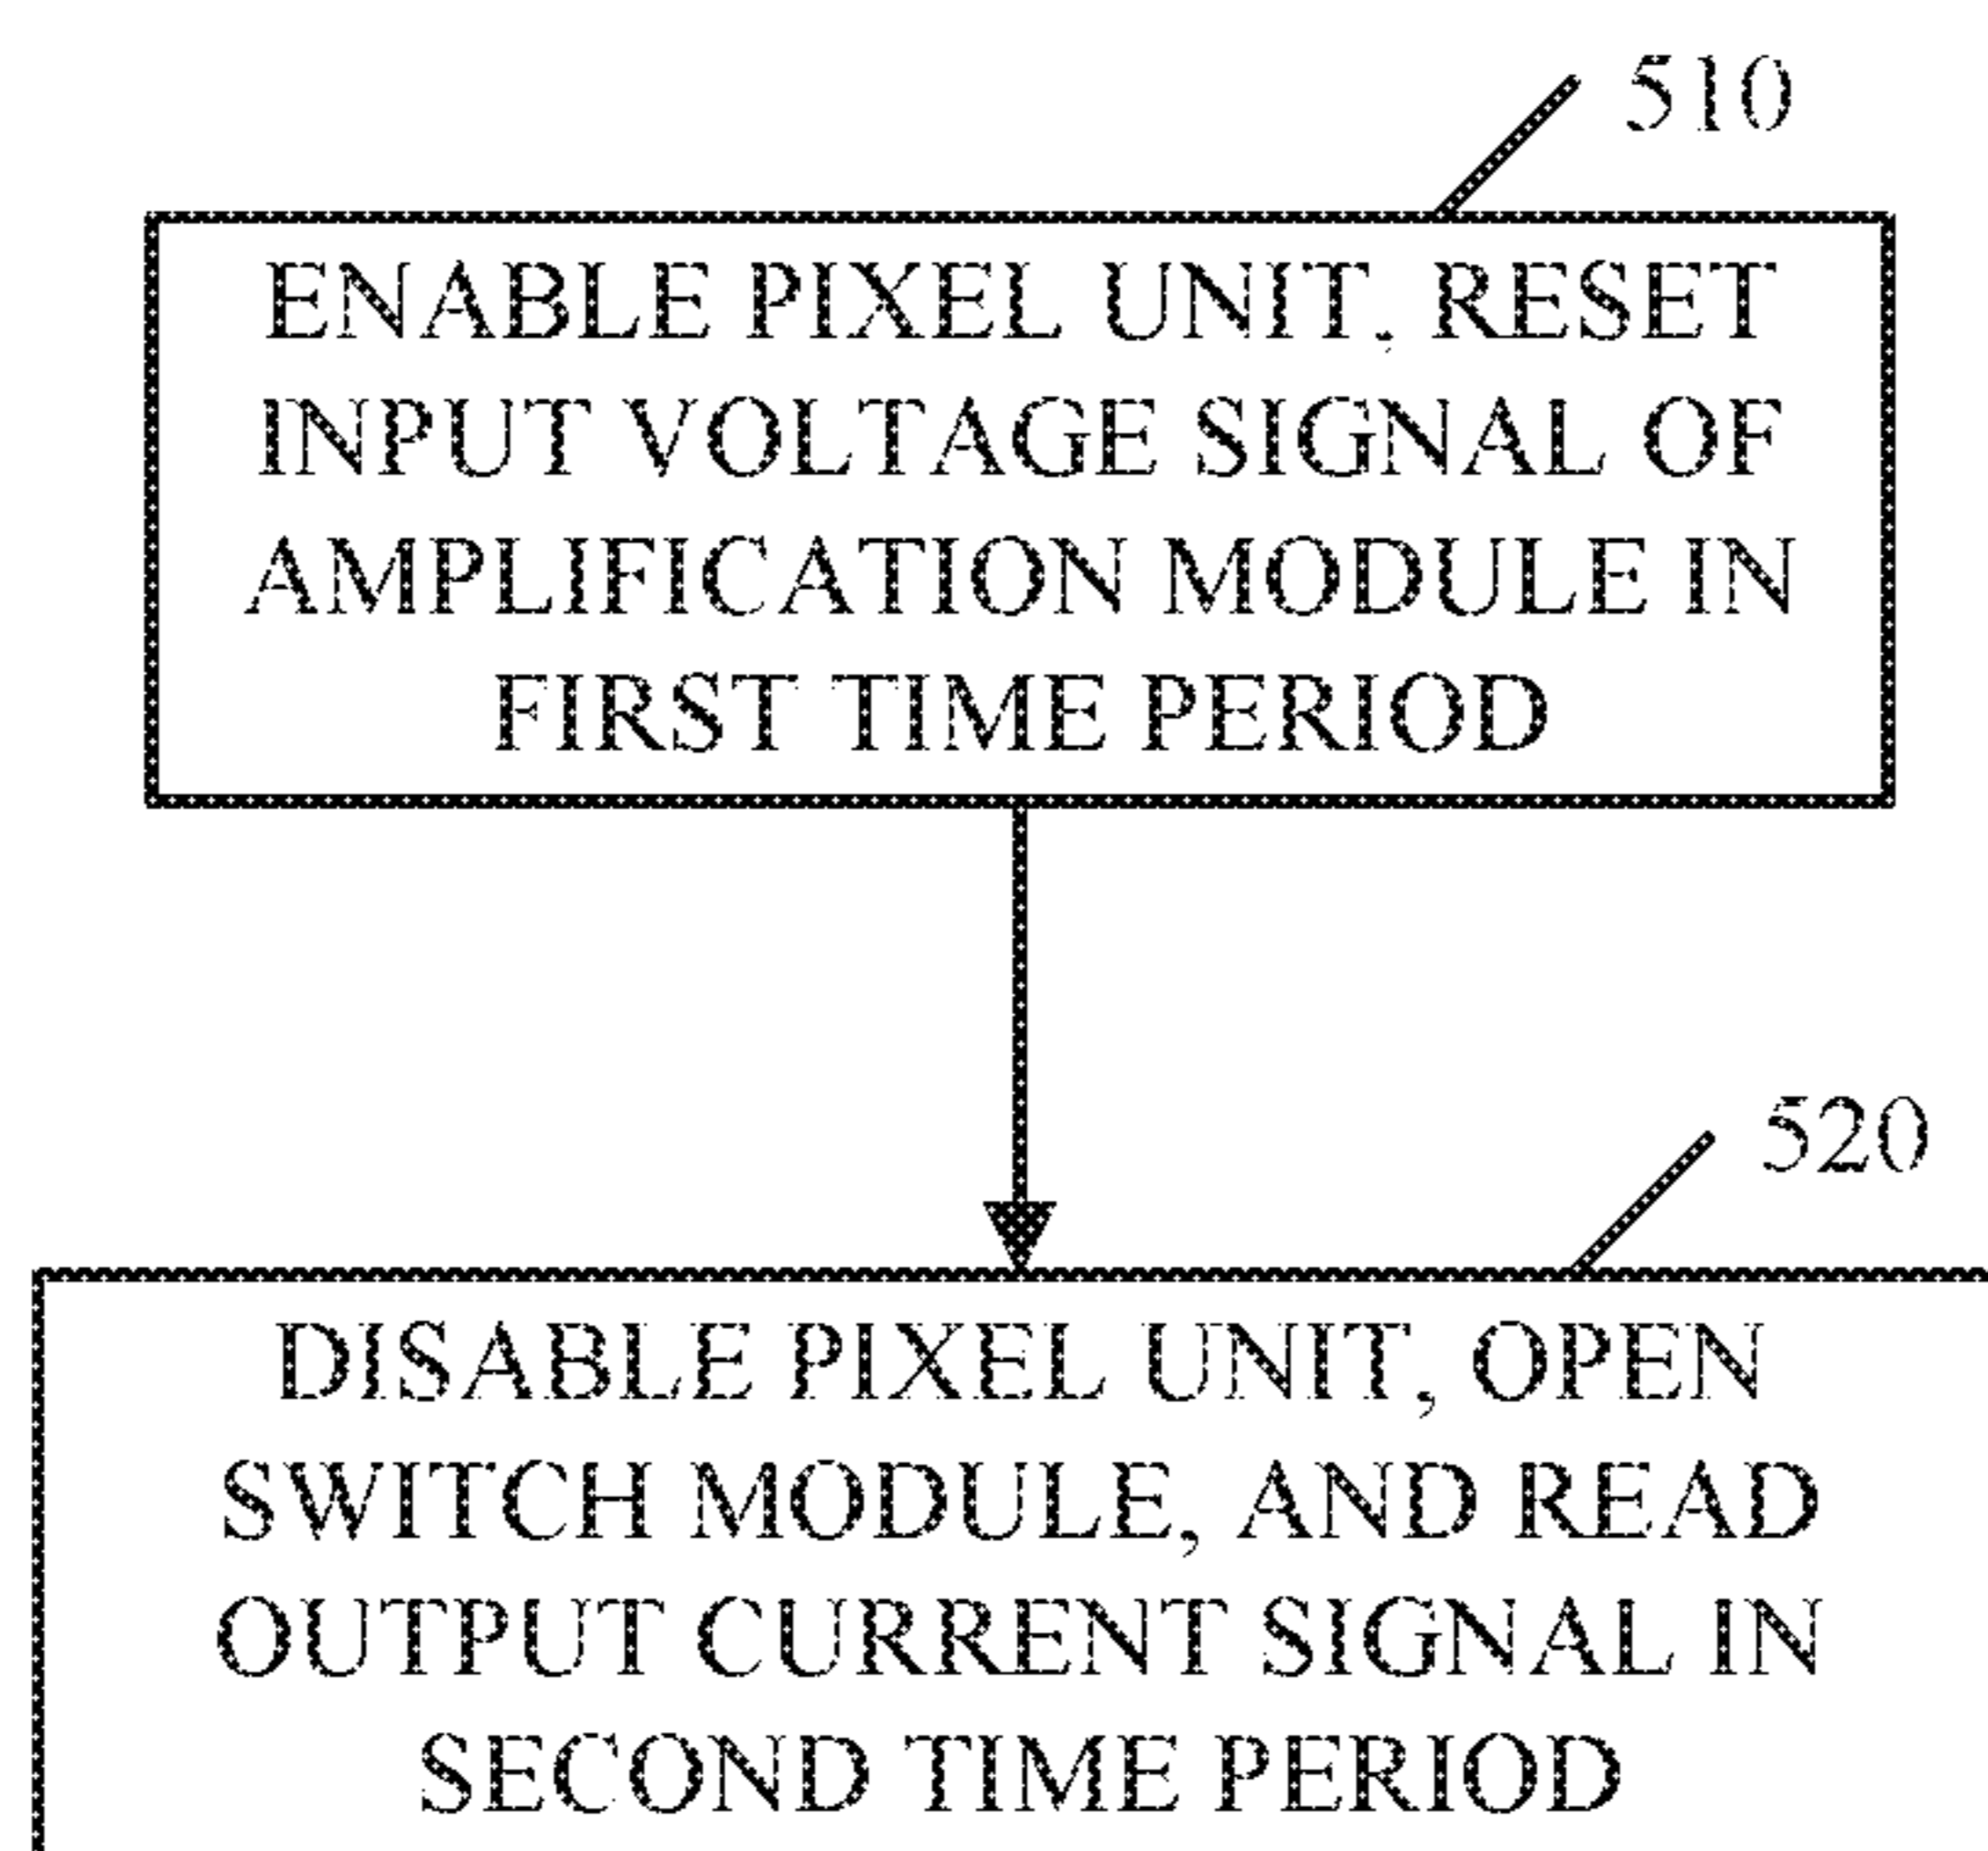 510
ENABLE PIXEL UNIT, RESET
INPUT VOLTAGE SIGNAL OF
AMPLIFICATION MODULE IN
FIRST TIME PERIOD
520
DISABLE PIXEL UNIT, OPEN
SWITCH MODULE, AND READ
OUTPUT CURRENT SIGNAL IN
SECOND TIME PERIOD